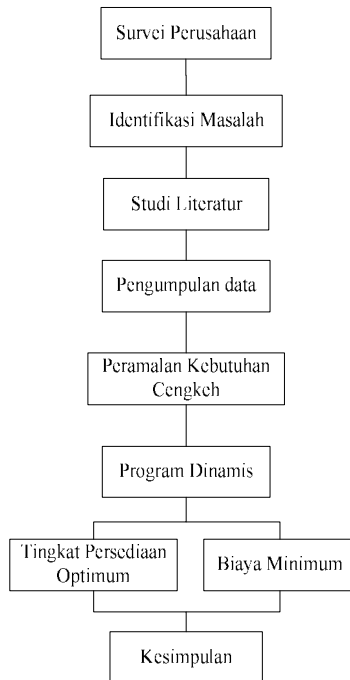 Survei Perusahaan
Identifikasi Masalah
Studi Literatur
Pengumpulan data
Peramalan Kebutuhan
Cengkeh
Program Dinamis
Tingkat Persediaan
Optimum
Biaya Minimum
Kesimpulan